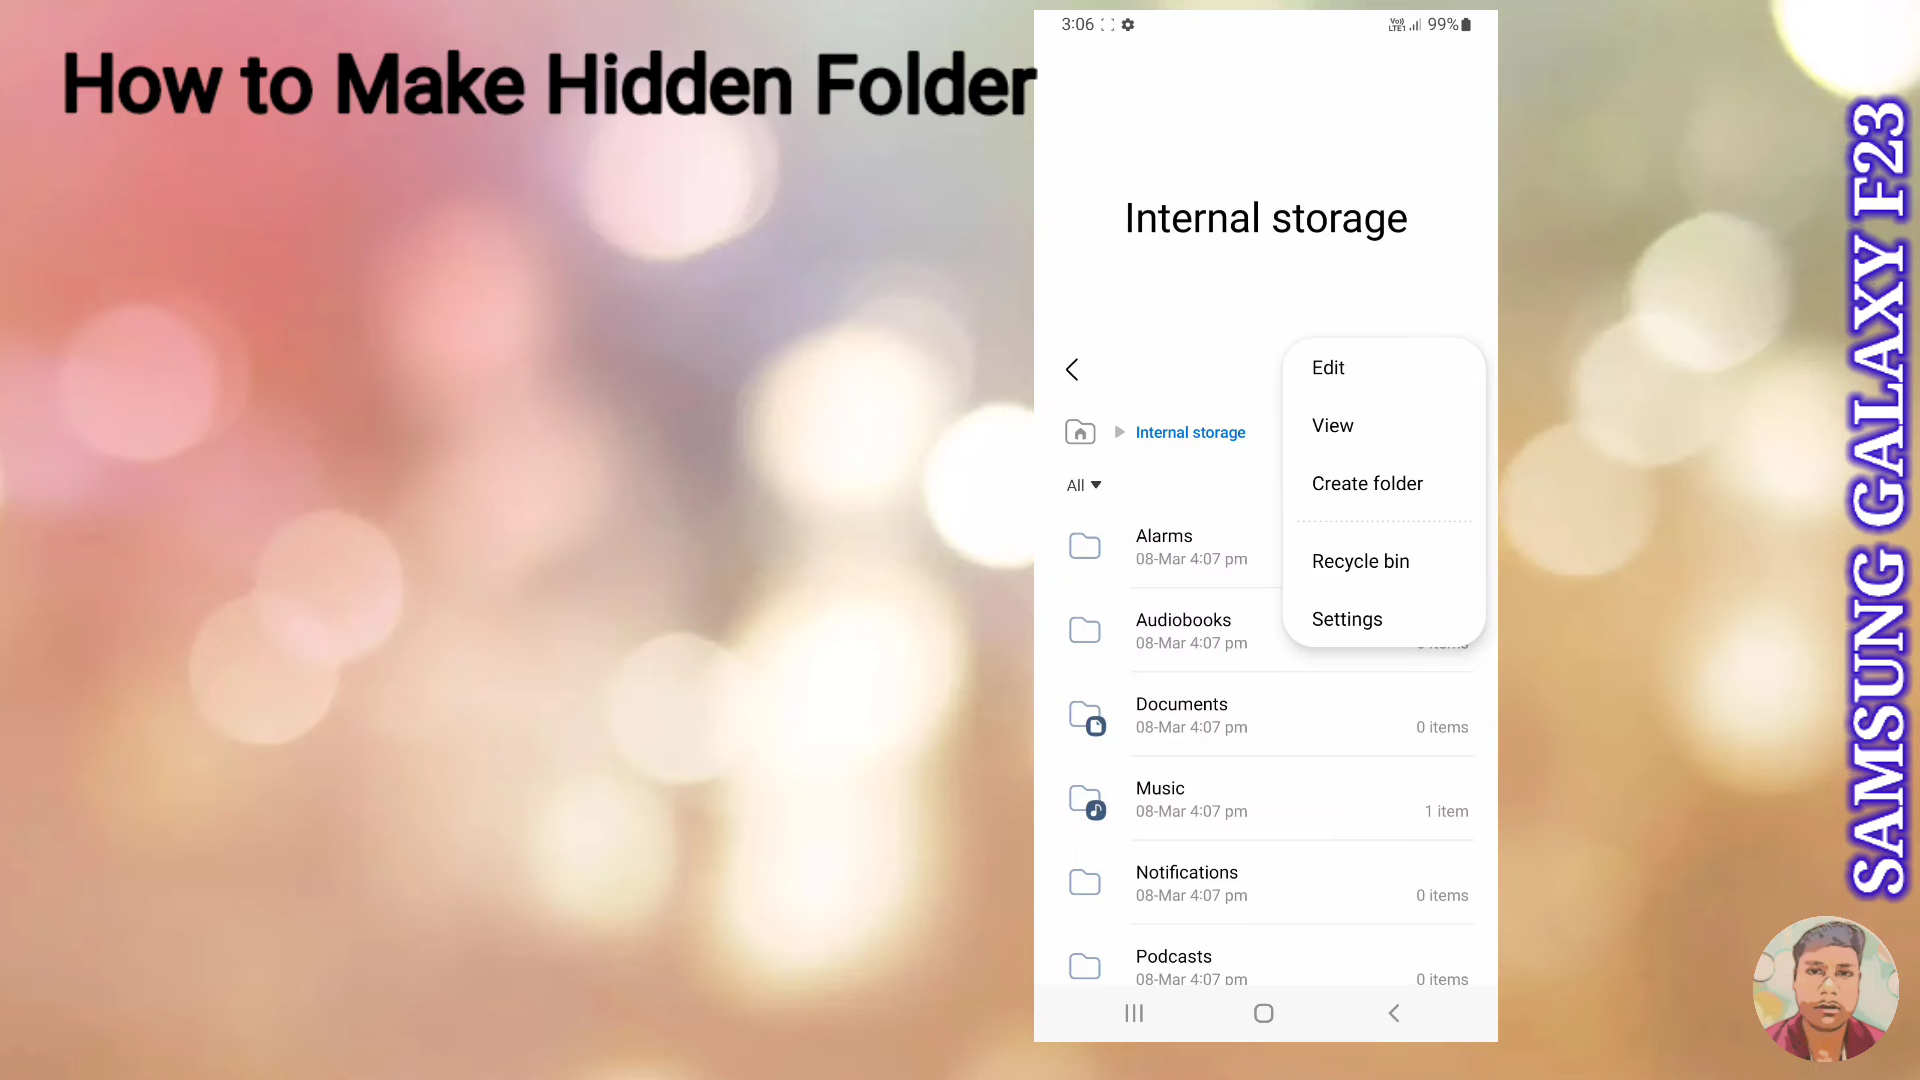 How to Make Hidden Folder
3:06
Vo)) LTE1 99%
Internal storage
Edit
View
Create folder
Recycle bin
Settings
Internal storage
All
Alarms
08-Mar 4:07 pm
Audiobooks
08-Mar 4:07 pm
Documents
08-Mar 4:07 pm
0 items
Music
08-Mar 4:07 pm
1 item
Notifications
08-Mar 4:07 pm
0 items
Podcasts
08-Mar 4:07 pm
0 items
SAMSUNG GALAXY F23